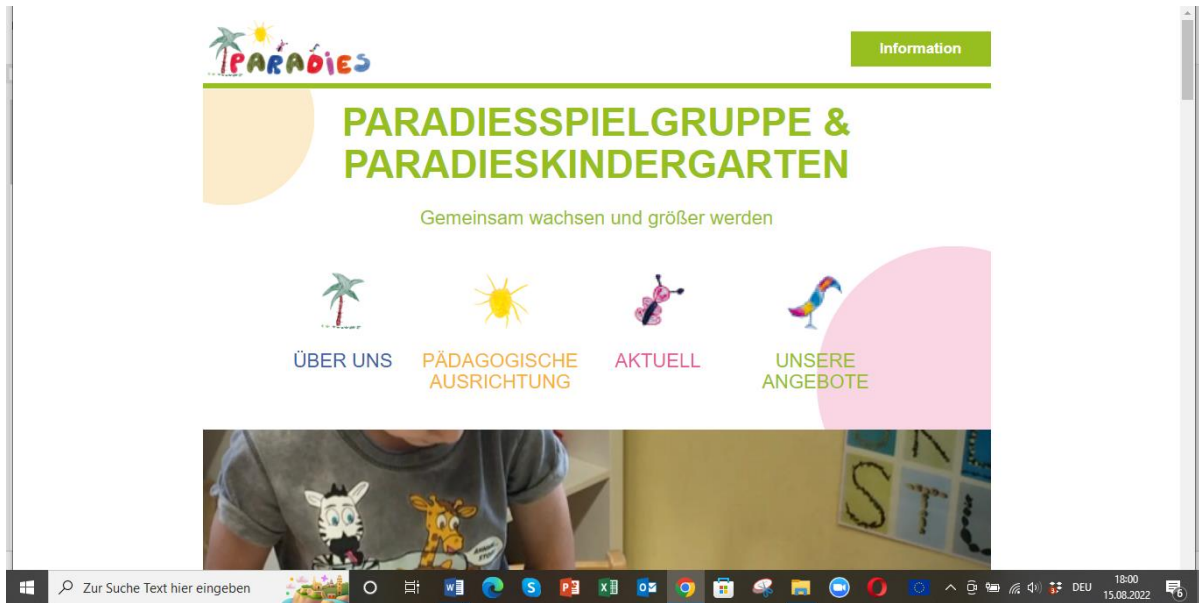 PARADiES
Information
PARADIESSPIELGRUPPE &
PARADIESKINDERGARTEN
Gemeinsam wachsen und größer werden
ÜBER UNS
PÄDAGOGISCHE
AUSRICHTUNG
AKTUELL
UNSERE
ANGEBOTE
Zur Suche Text hier eingeben
DEU
18:00
15.08.2022
6